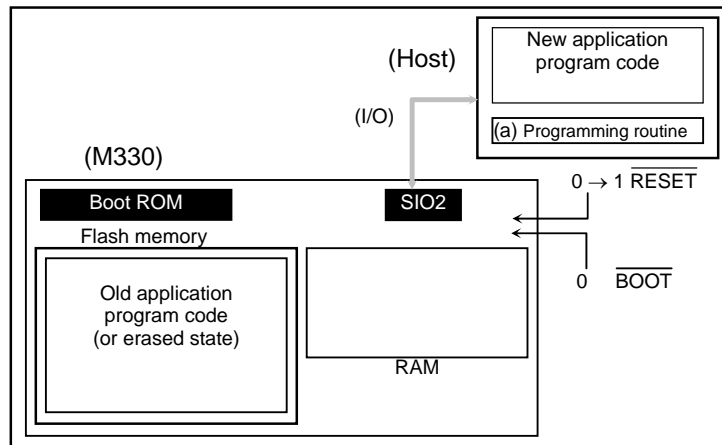 New application
program code
(Host)
(I/O)
(a) Programming routine
(M330)
0 → 1 RESET
Boot ROM
SIO2
Flash memory
0 BOOT
Old application
program code
(or erased state)
RAM